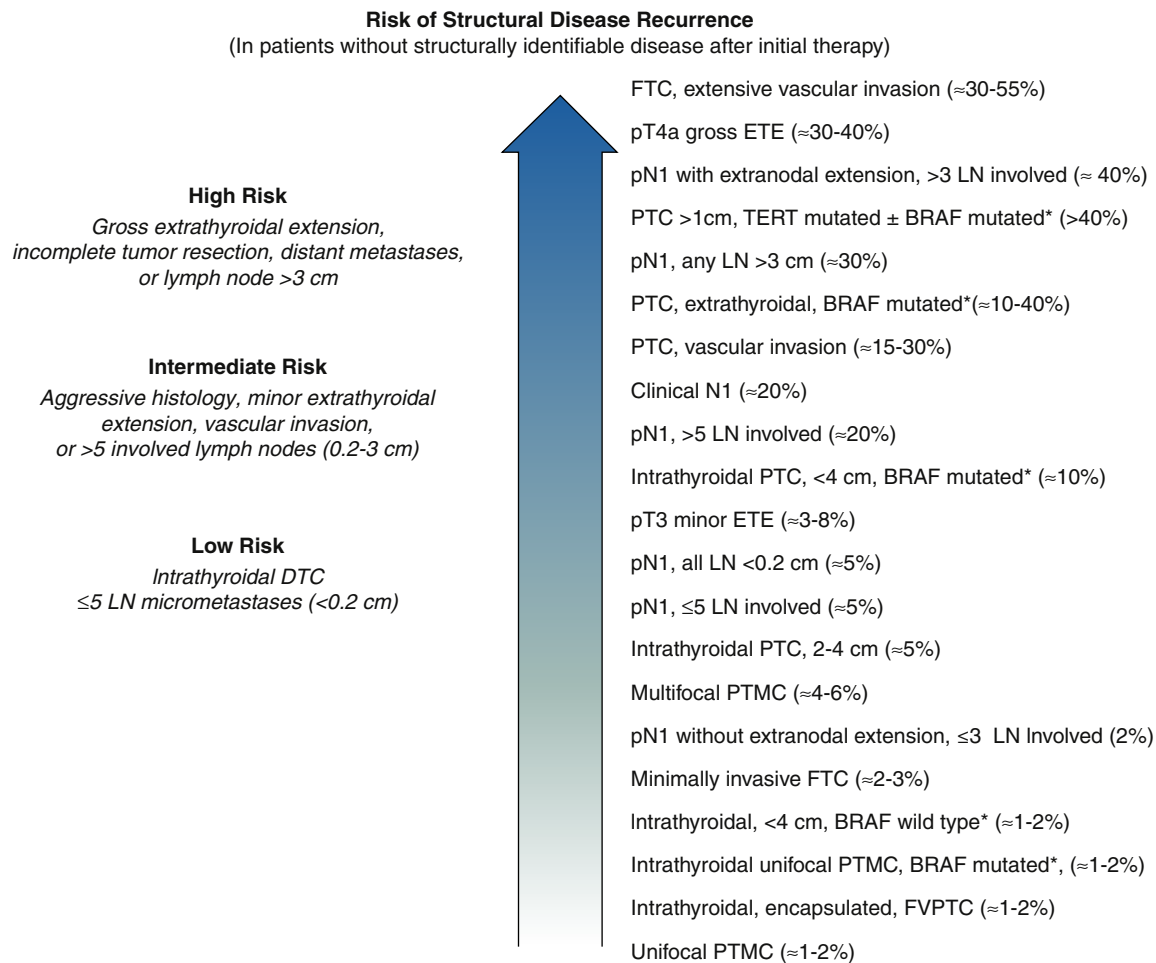 Risk of Structural Disease Recurrence
(In patients without structurally identifiable disease after initial therapy)
High Risk
Gross extrathyroidal extension,
incomplete tumor resection, distant metastases,
or lymph node >3 cm
Intermediate Risk
Aggressive histology, minor extrathyroidal
extension, vascular invasion,
or >5 involved lymph nodes (0.2-3 cm)
Low Risk
Intrathyroidal DTC
≤5 LN micrometastases (<0.2 cm)
FTC, extensive vascular invasion (≈30-55%)
pT4a gross ETE (≈30-40%)
pN1 with extranodal extension, >3 LN involved (≈ 40%)
PTC >1cm, TERT mutated ± BRAF mutated* (>40%)
pN1, any LN >3 cm (≈30%)
PTC, extrathyroidal, BRAF mutated*(≈10-40%)
PTC, vascular invasion (≈15-30%)
Clinical N1 (≈20%)
pN1, >5 LN involved (≈20%)
Intrathyroidal PTC, <4 cm, BRAF mutated* (≈10%)
pT3 minor ETE (≈3-8%)
pN1, all LN <0.2 cm (≈5%)
pN1, ≤5 LN involved (≈5%)
Intrathyroidal PTC, 2-4 cm (≈5%)
Multifocal PTMC (≈4-6%)
pN1 without extranodal extension, ≤3 LN Involved (2%)
Minimally invasive FTC (≈2-3%)
Intrathyroidal, <4 cm, BRAF wild type* (≈1-2%)
Intrathyroidal unifocal PTMC, BRAF mutated*, (≈1-2%)
Intrathyroidal, encapsulated, FVPTC (≈1-2%)
Unifocal PTMC (≈1-2%)